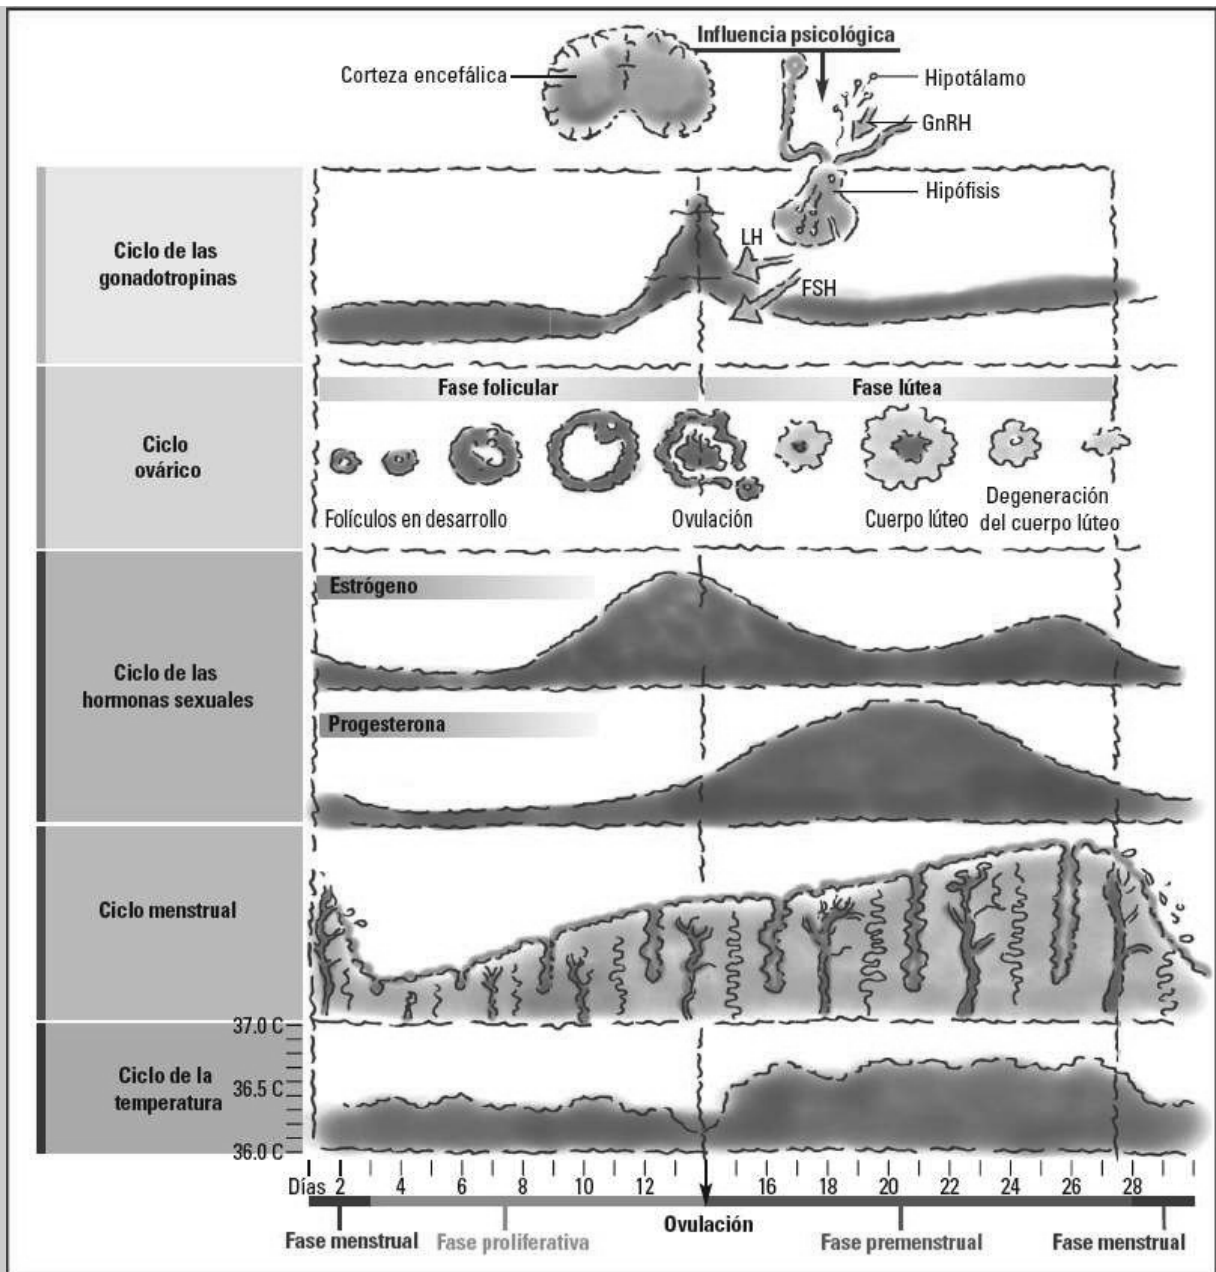 Influencia psicológica
Corteza encefálica
Hipotálamo
GnRH
Hipófisis
Ciclo de las
gonadotropinas
LH
FSH
Fase folicular
Fase lútea
Ciclo
ovárico
Folículos en desarrollo
Ovulación
Cuerpo lúteo
Degeneración
del cuerpo lúteo
Estrógeno
Ciclo de las
hormonas sexuales
Progesterona
Ciclo menstrual
37.0 C
Ciclo de la
temperatura
36.5 C
36.0 C
Días 2 4 6 8 10 12 16 18 20 22 24 26 28
Ovulación
Fase menstrual
Fase proliferativa
Fase premenstrual
Fase menstrual